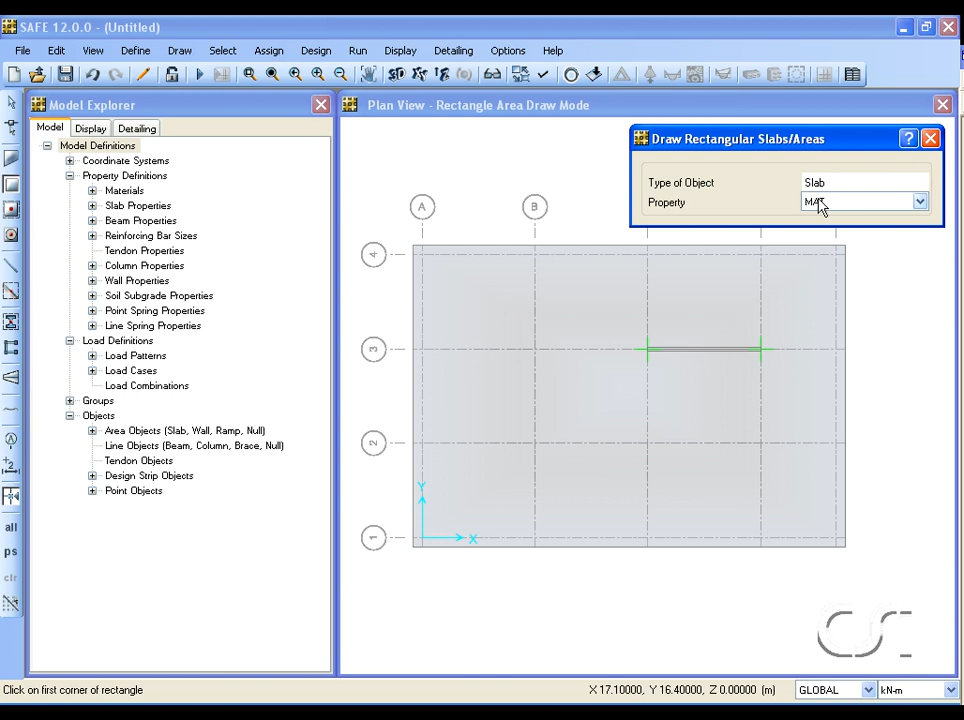 SAFE 12.0.0 - (Untitled)
File Edit View Define Draw Select Assign Design Run Display Detailing Options Help
Model Explorer
Model Display Detailing
Model Definitions
Coordinate Systems
Property Definitions
Materials
Slab Properties
Beam Properties
Reinforcing Bar Sizes
Tendon Properties
Column Properties
Wall Properties
Soil Subgrade Properties
Point Spring Properties
Line Spring Properties
Load Definitions
Load Patterns
Load Cases
Load Combinations
Groups
Objects
Area Objects (Slab, Wall, Ramp, Null)
Line Objects (Beam, Column, Brace, Null)
Tendon Objects
Design Strip Objects
Point Objects
all
ps
clr
Plan View - Rectangle Area Draw Mode
Draw Rectangular Slabs/Areas
Type of Object Slab
Property MAT
A B
4
3
2
1
Y
X
CSI
Click on first corner of rectangle
X 17.10000, Y 16.40000, Z 0.00000 (m)
GLOBAL
kN-m